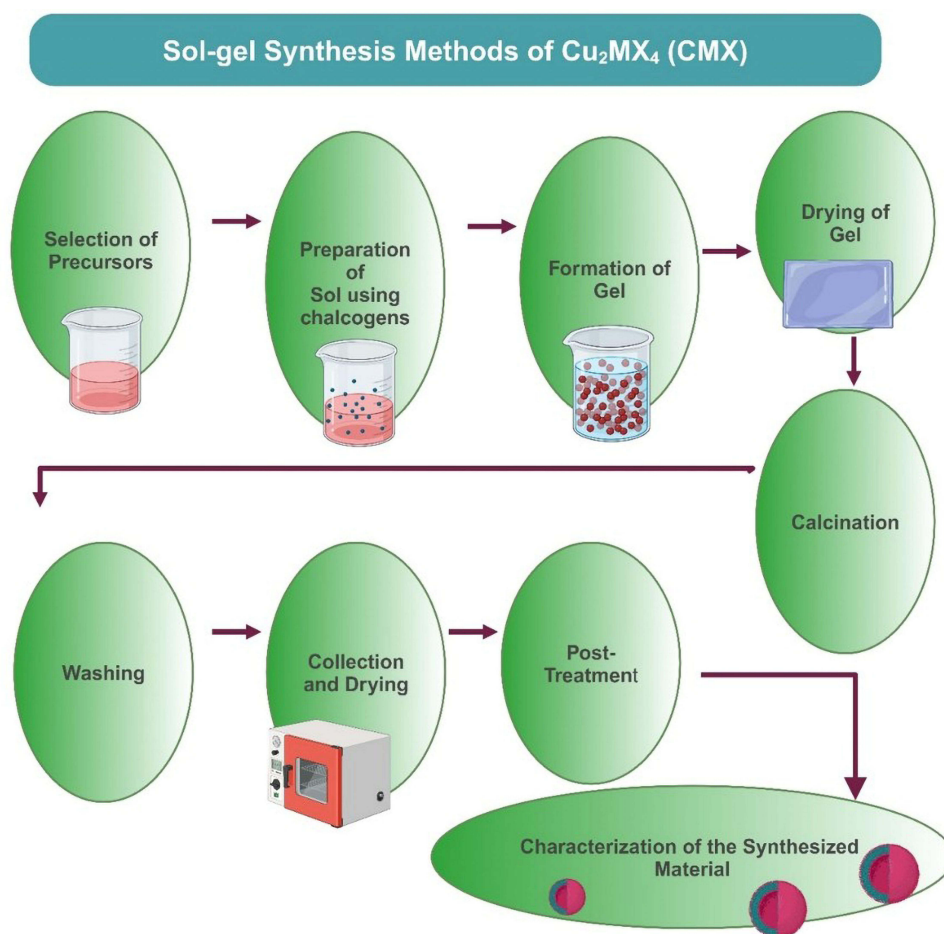 Sol-gel Synthesis Methods of Cu₂MX₄ (CMX)
Selection of
Precursors
Preparation
of
Sol using
chalcogens
Formation of
Gel
Drying of
Gel
Calcination
Washing
Collection
and Drying
Post-
Treatment
Characterization of the Synthesized
Material